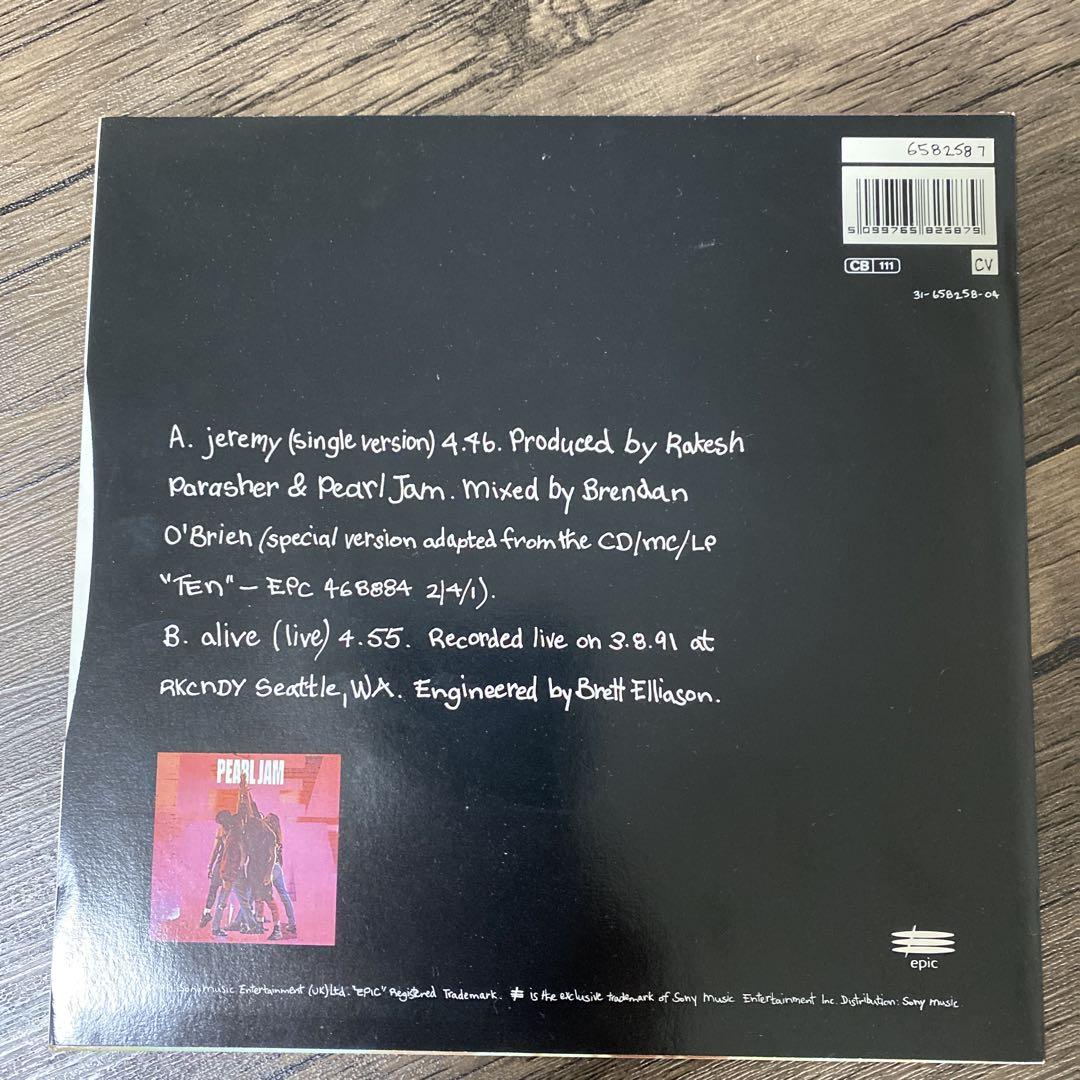 6582587
5 099765 825879
CB 111
CV
31-658258-04
A. jeremy (single version) 4.46. Produced by Rakesh
Parasher & Pearl Jam. Mixed by Brendan
O'Brien (special version adapted from the CD/MC/LP
"TEn" – EPC 468884 2/4/1).
B. alive (live) 4.55. Recorded live on 3.8.91 at
RKCnDY Seattle, WA. Engineered by Brett Elliason.
PEARL JAM
epic
Sony Music Entertainment (UK) Ltd. "EPIC" Registered Trademark. is the exclusive trademark of Sony Music Entertainment Inc. Distribution: Sony music